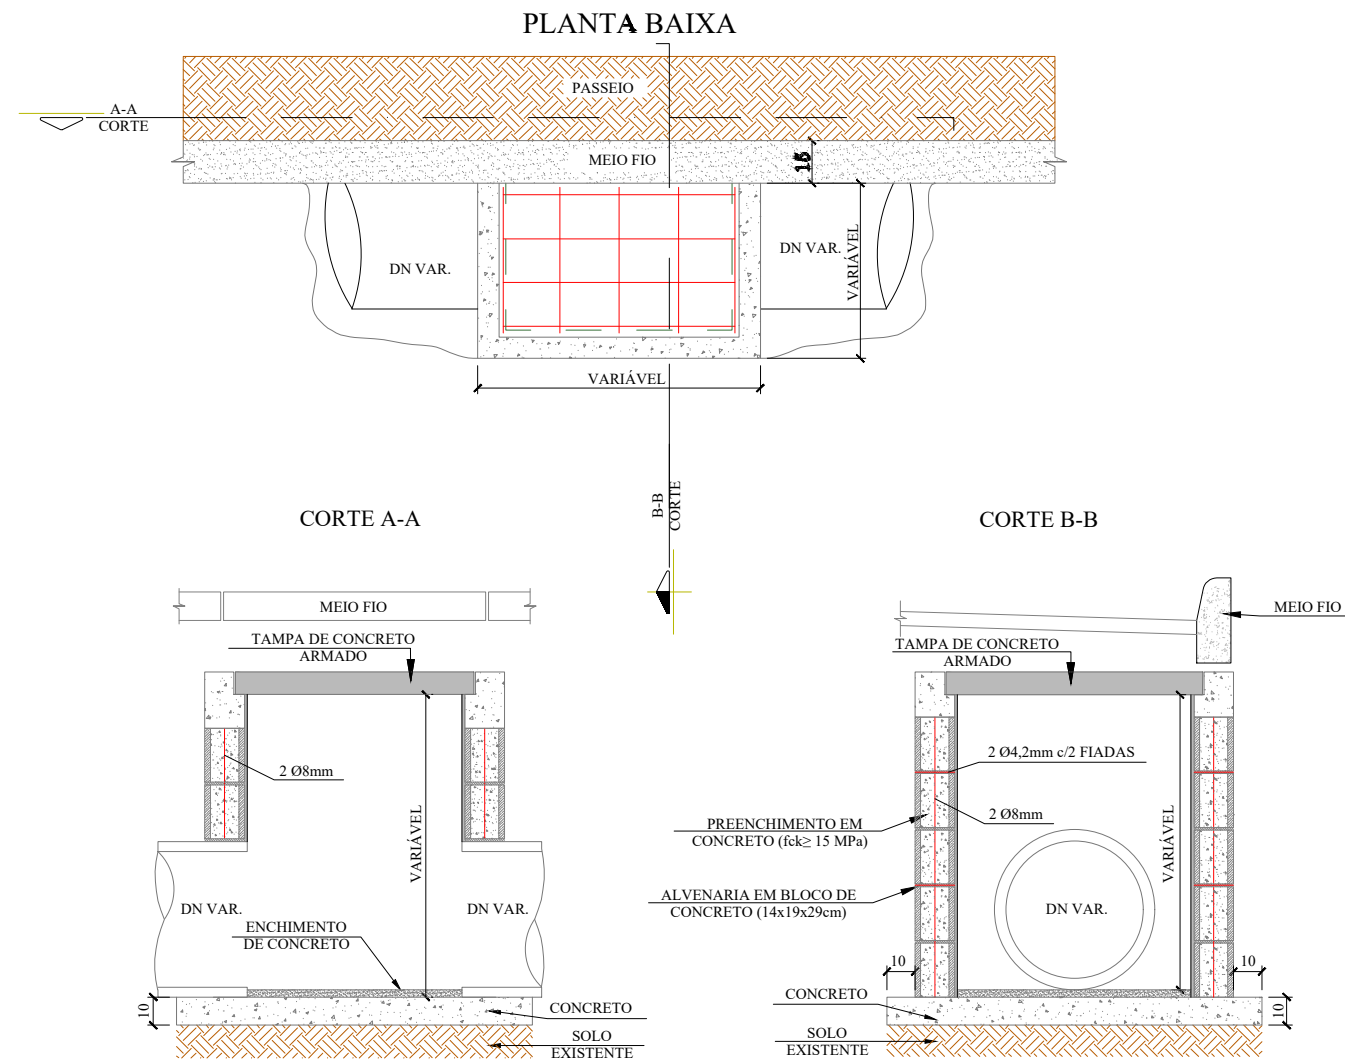 PLANTA BAIXA
PASSEIO
A-A
CORTE
MEIO FIO
DN VAR.
DN VAR.
VARIÁVEL
VARIÁVEL
B-B
CORTE
CORTE A-A
CORTE B-B
MEIO FIO
TAMPA DE CONCRETO
ARMADO
2 Ø8mm
VARIÁVEL
DN VAR.
DN VAR.
ENCHIMENTO
DE CONCRETO
10
CONCRETO
SOLO
EXISTENTE
MEIO FIO
TAMPA DE CONCRETO
ARMADO
2 Ø4,2mm c/2 FIADAS
2 Ø8mm
PREENCHIMENTO EM
CONCRETO (fck≥ 15 MPa)
VARIÁVEL
ALVENARIA EM BLOCO DE
CONCRETO (14x19x29cm)
DN VAR.
10
10
CONCRETO
10
SOLO
EXISTENTE